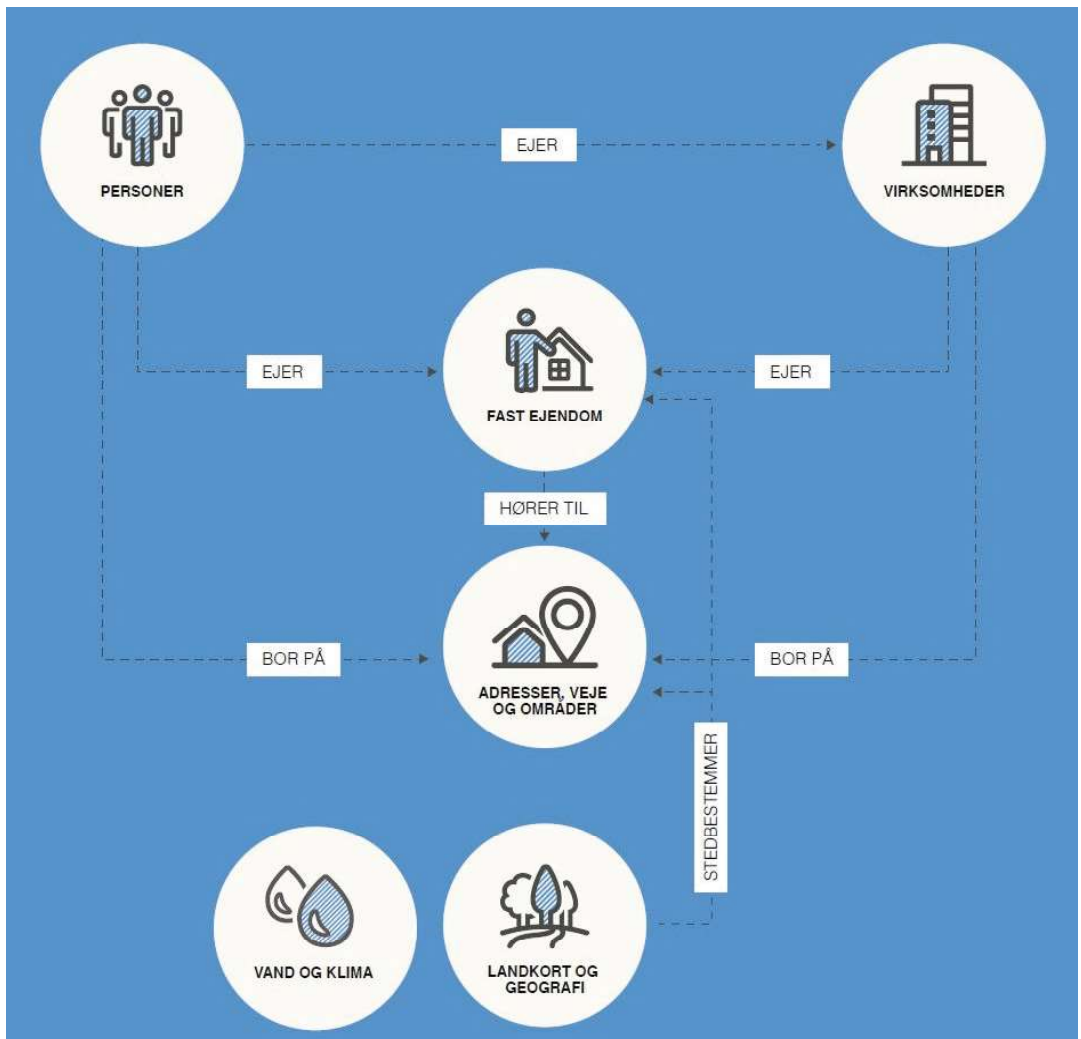 EJER
PERSONER
VIRKSOMHEDER
EJER
EJER
FAST EJENDOM
HØRER TIL
BOR PÅ
BOR PÅ
ADRESSER, VEJE
OG OMRÅDER
STEDBESTEMMER
VAND OG KLIMA
LANDKORT OG
GEOGRAFI